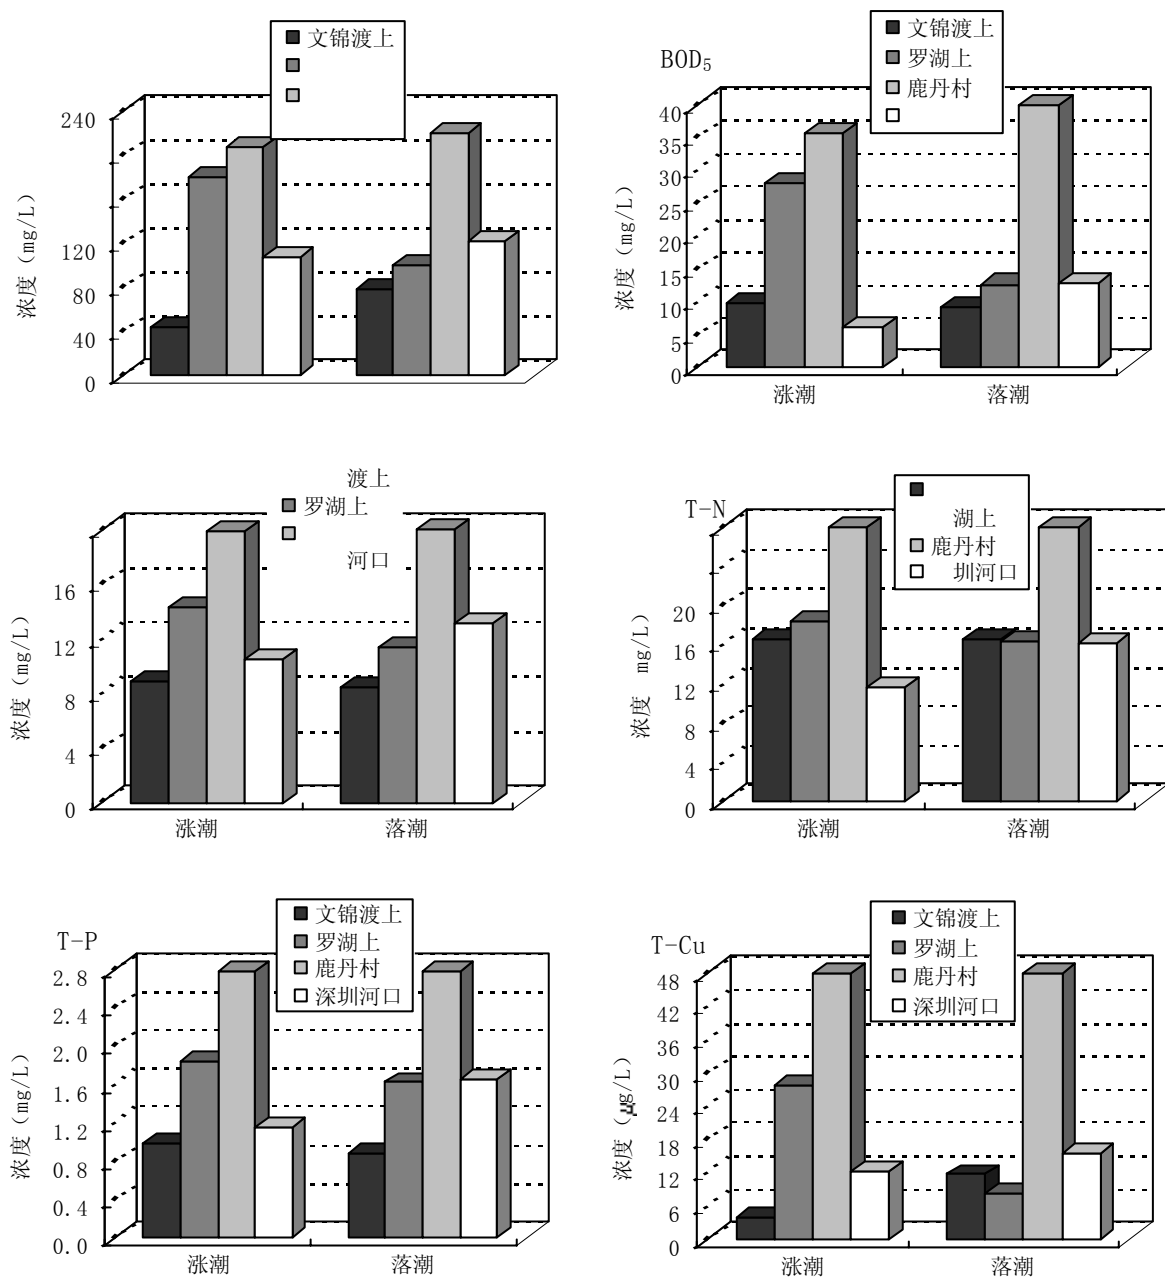 文锦渡上
240
120
80
40
0
浓度(mg/L)
BOD5
文锦渡上
罗湖上
鹿丹村
40
35
30
25
20
15
10
5
0
浓度(mg/L)
涨潮
落潮
渡上
罗湖上
河口
16
12
8
4
0
浓度(mg/L)
涨潮
落潮
T-N
湖上
鹿丹村
圳河口
20
16
12
8
4
0
浓度 mg/L)
涨潮
落潮
T-P
文锦渡上
罗湖上
鹿丹村
深圳河口
2.8
2.4
2.0
1.6
1.2
0.8
0.4
0.0
浓度(mg/L)
涨潮
落潮
T-Cu
文锦渡上
罗湖上
鹿丹村
深圳河口
48
42
36
30
24
18
12
6
0
浓度(μg/L)
涨潮
落潮